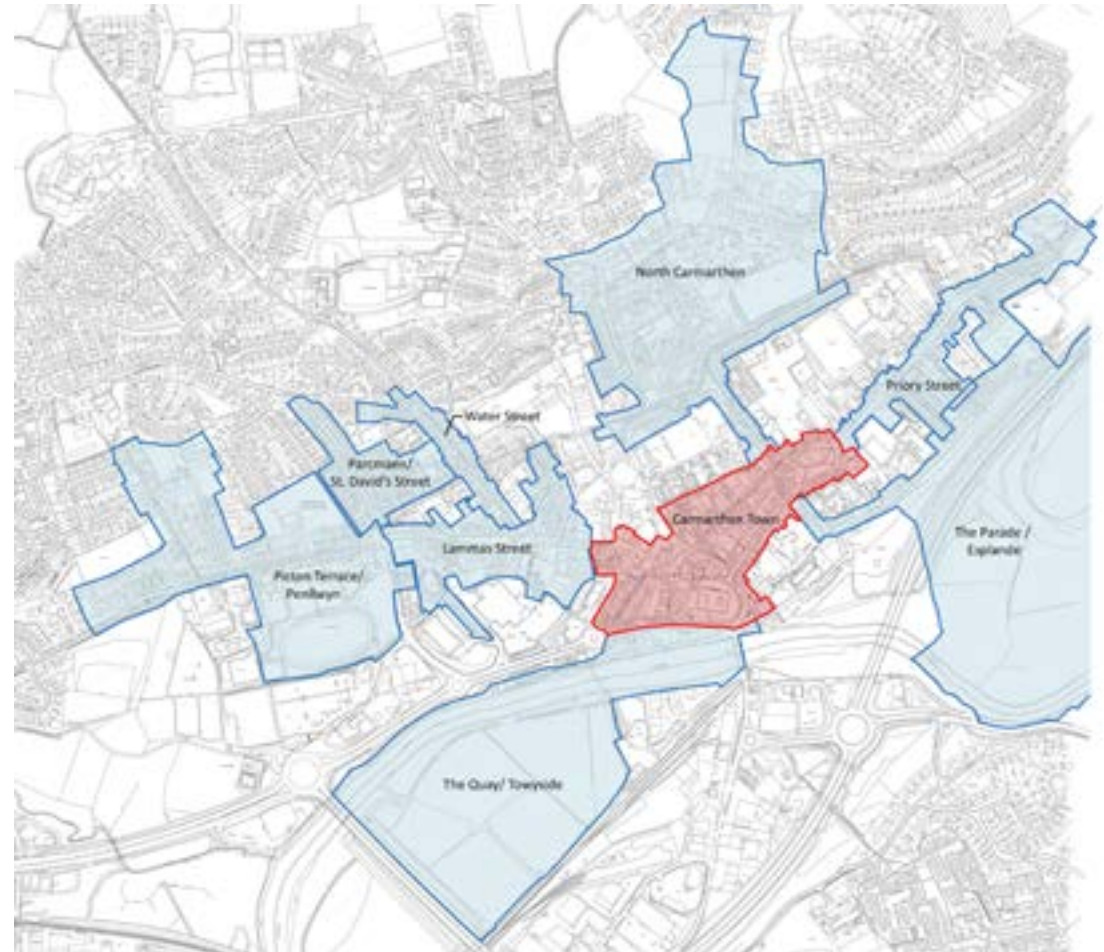 North Carmarthen
Priory Street
Water Street
Parcmaen/
St. David's Street
Carmarthen Town
Lammas Street
The Parade /
Esplande
Picton Terrace/
Penllwyn
The Quay/ Towyside